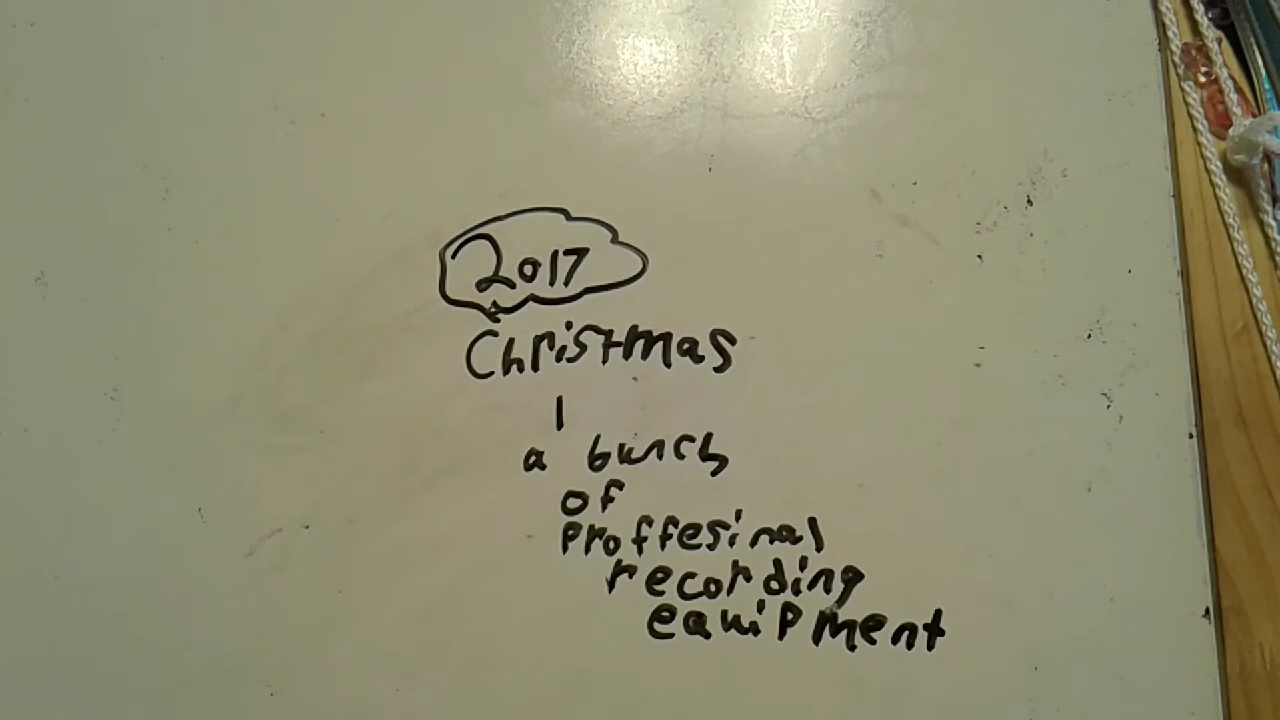 2017
Christmas
I
a bunch
of
proffesinal
recording
equipment